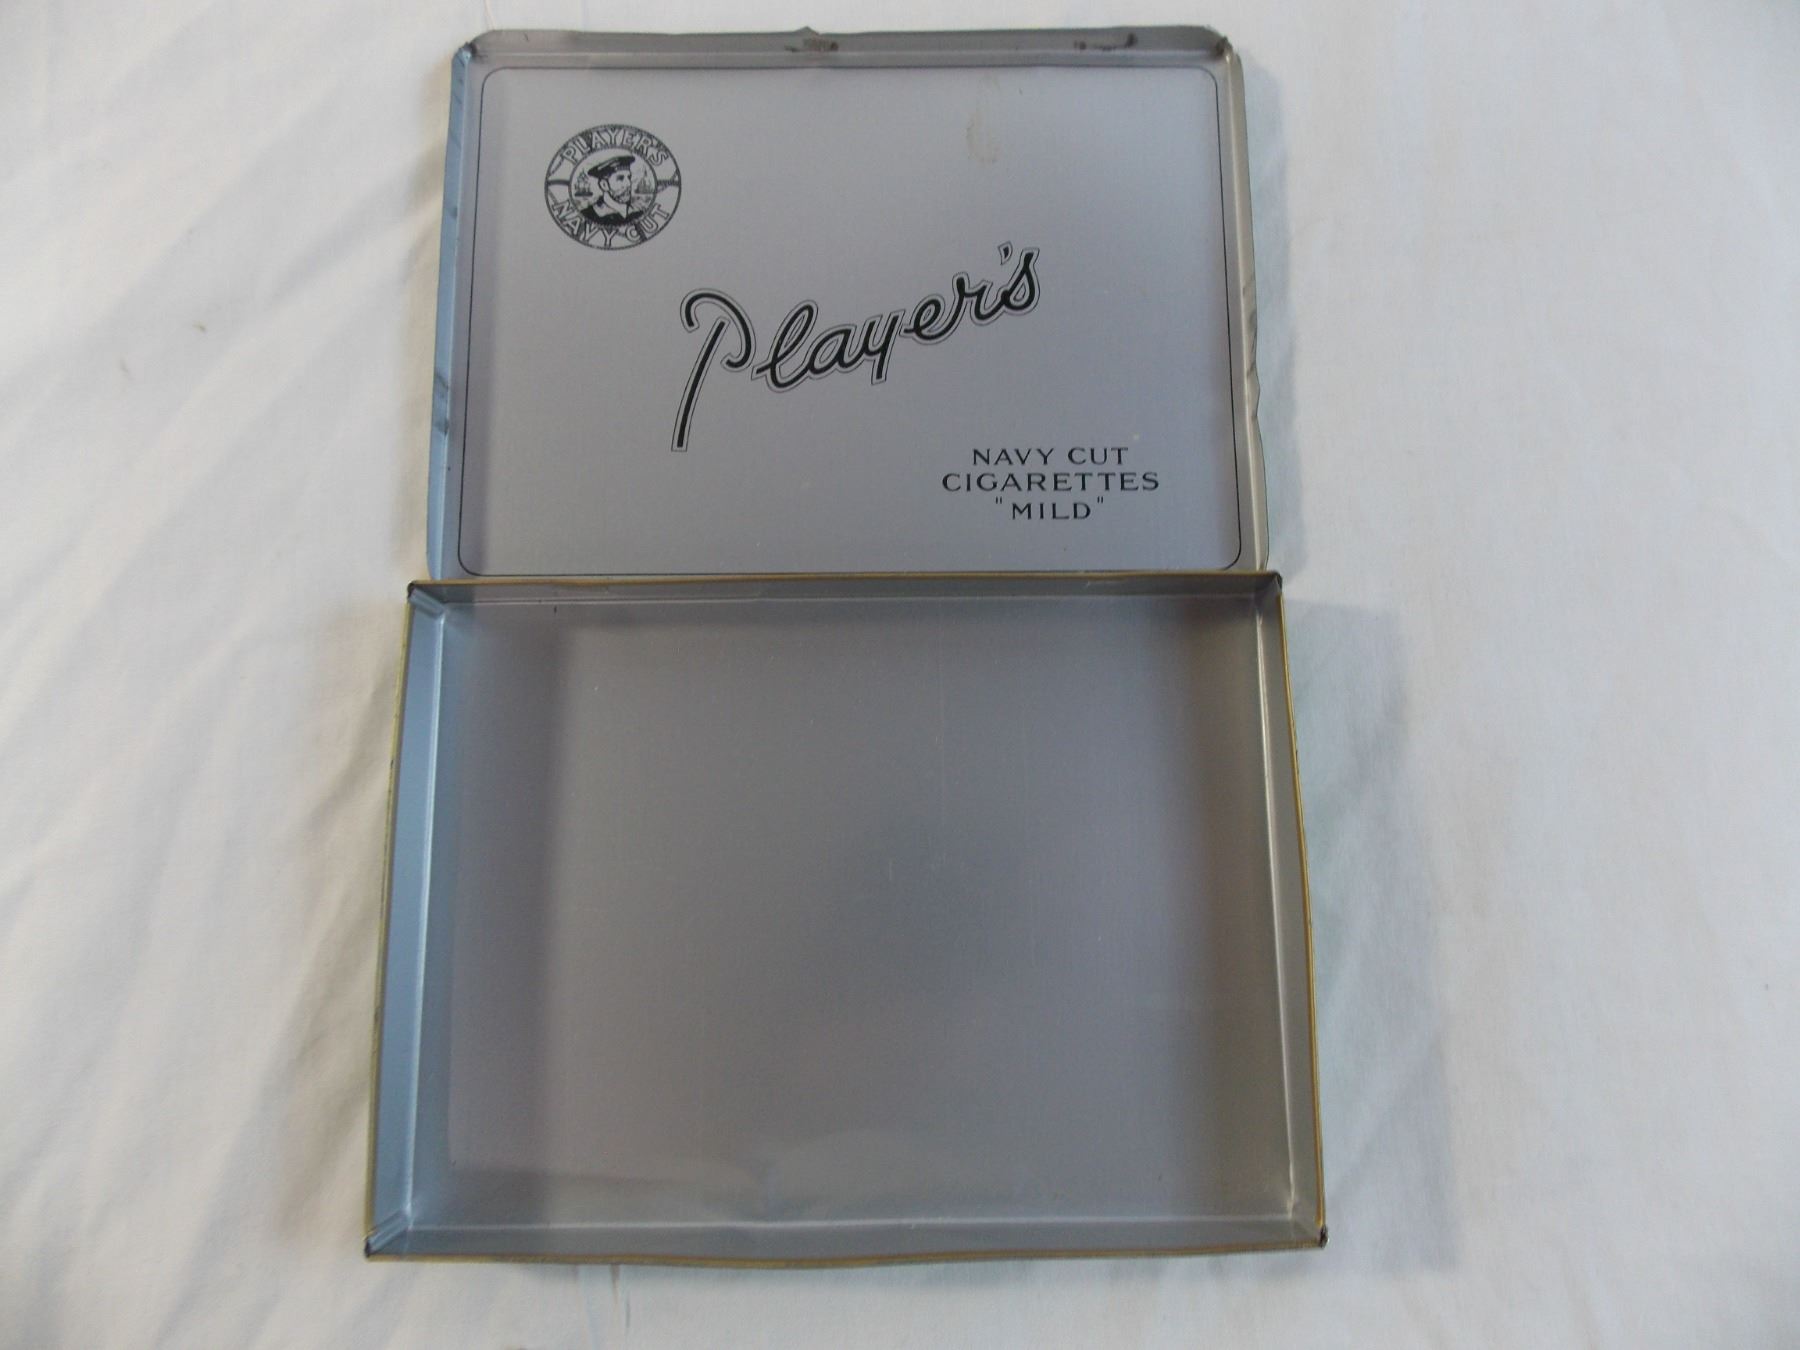 PLAYER'S
NAVY CUT
Player's
NAVY CUT
CIGARETTES
"MILD"